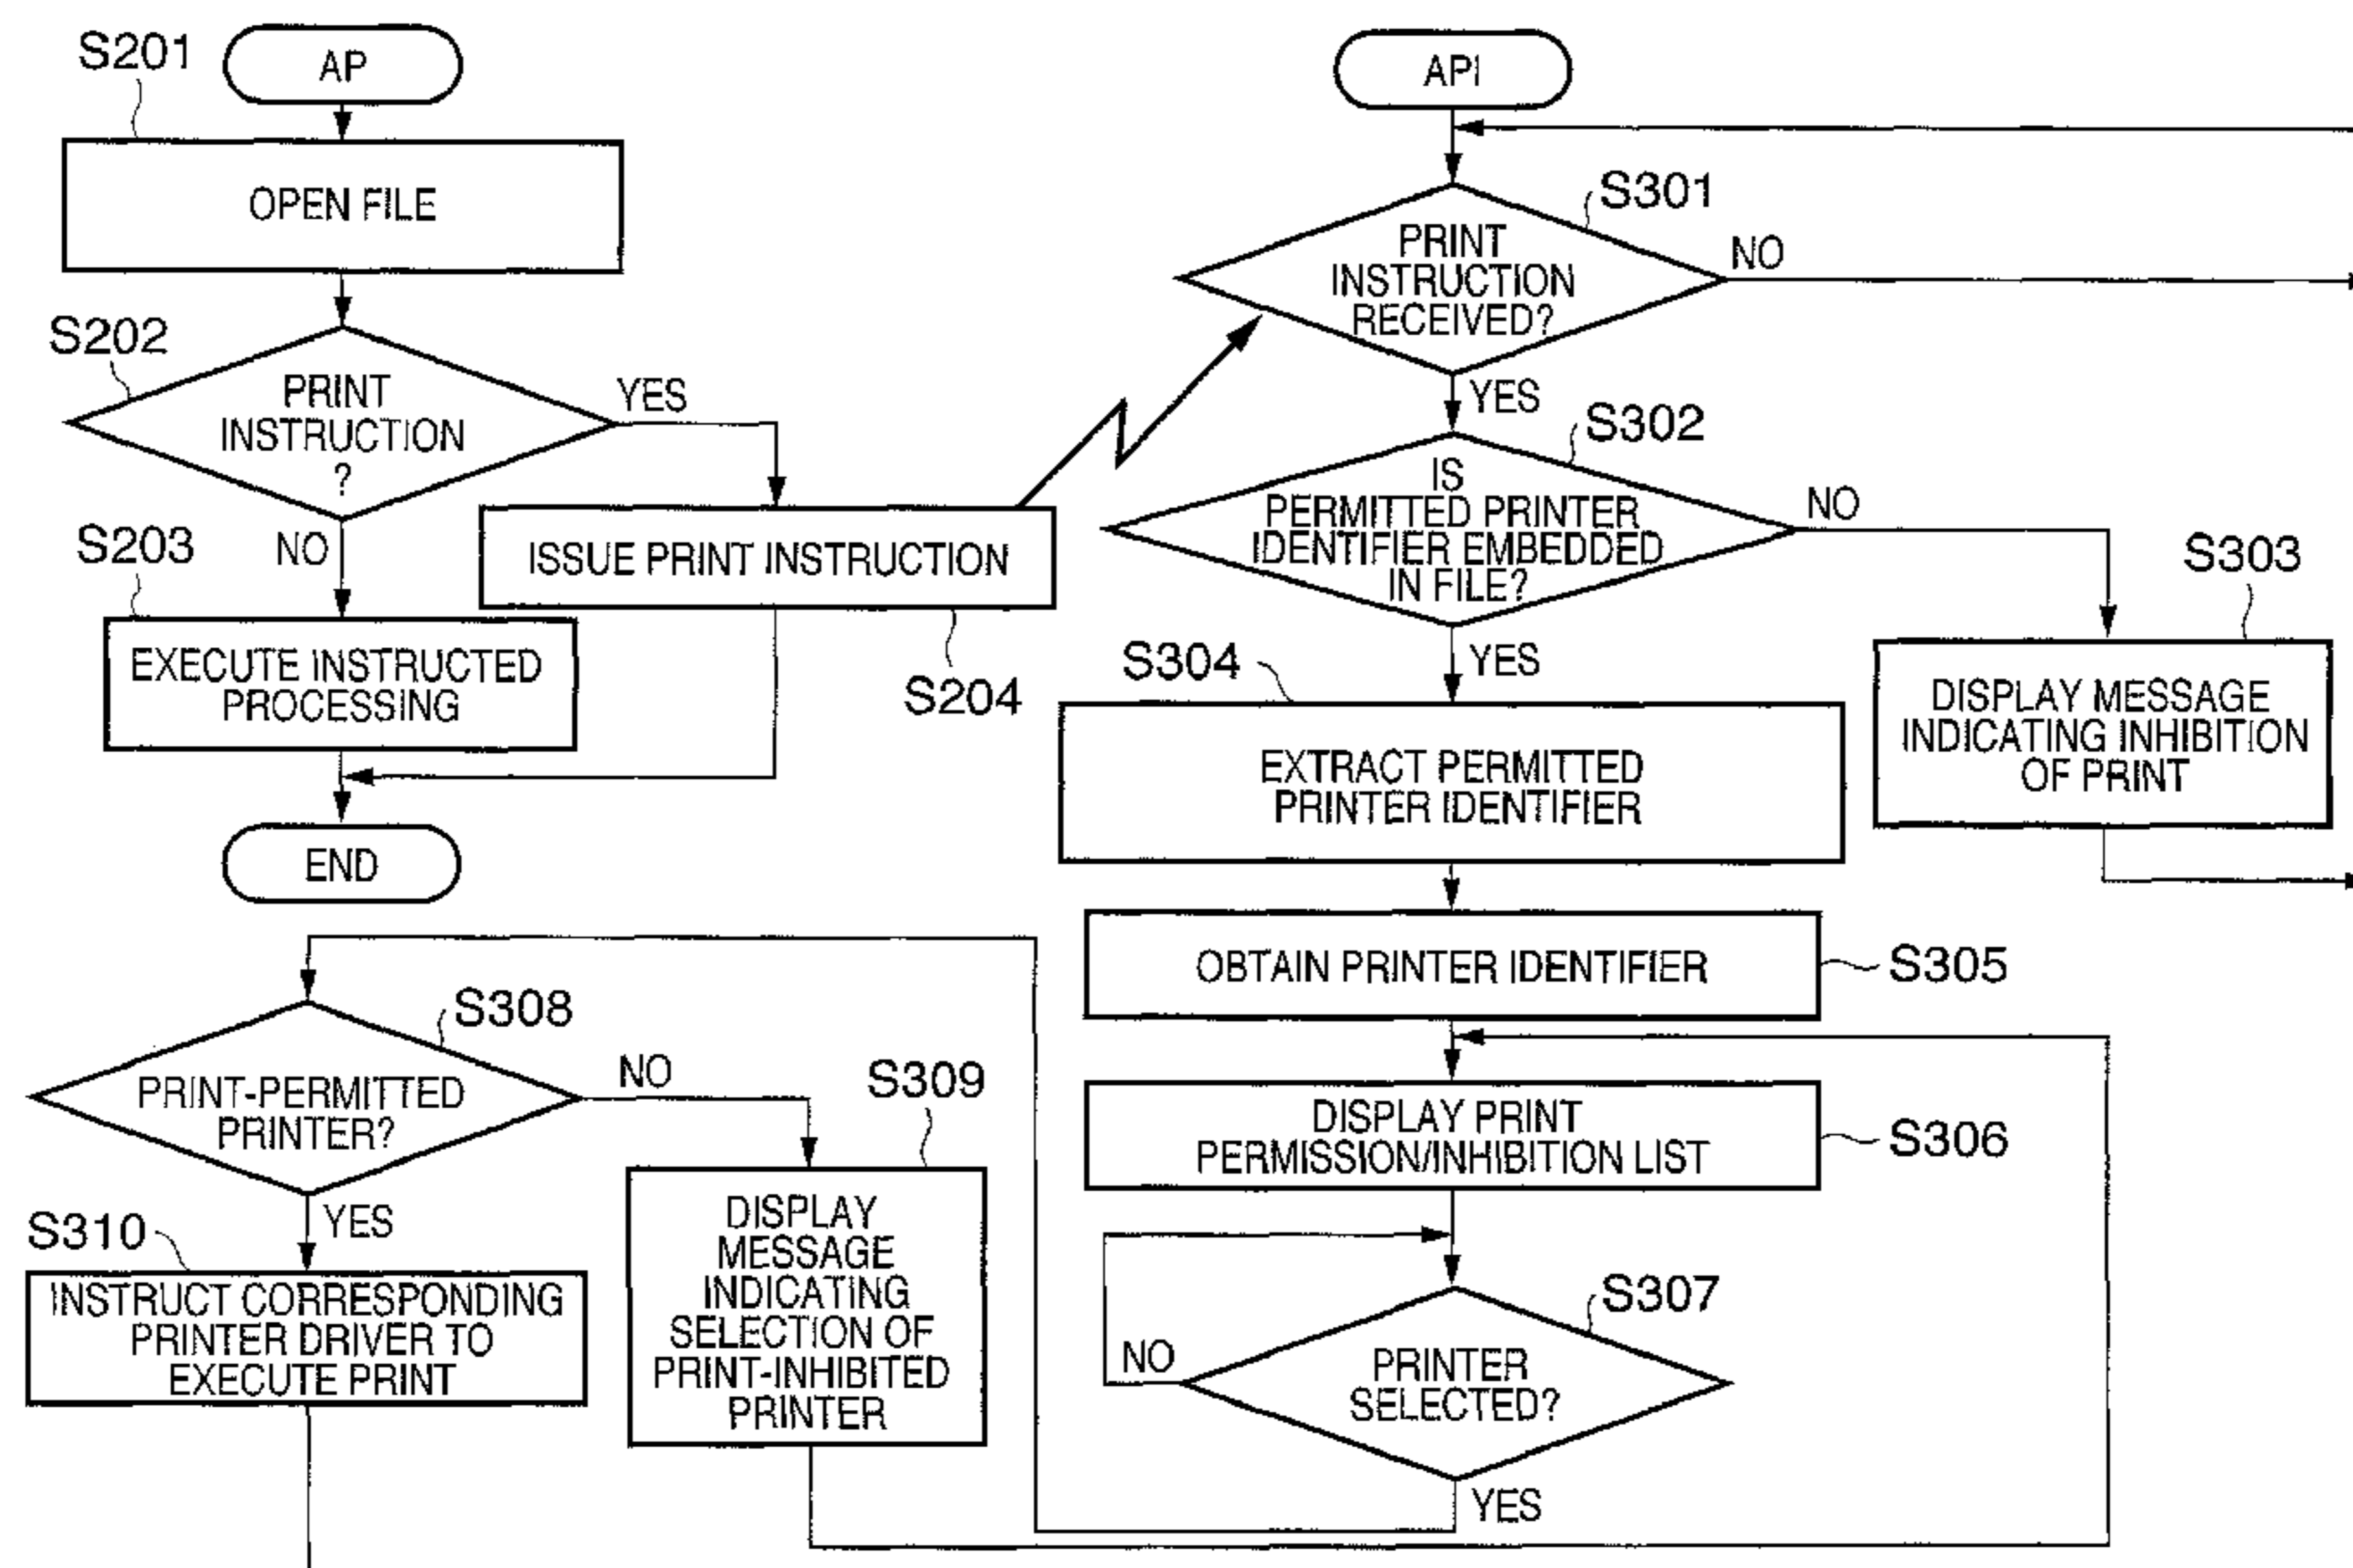 S201
AP
OPEN FILE
S202
PRINT
INSTRUCTION
?
YES
NO
S203
EXECUTE INSTRUCTED
PROCESSING
ISSUE PRINT INSTRUCTION
S204
END
API
S301
PRINT
INSTRUCTION
RECEIVED?
NO
YES
S302
IS
PERMITTED PRINTER
IDENTIFIER EMBEDDED
IN FILE?
NO
S303
DISPLAY MESSAGE
INDICATING INHIBITION
OF PRINT
YES
S304
EXTRACT PERMITTED
PRINTER IDENTIFIER
OBTAIN PRINTER IDENTIFIER
S305
DISPLAY PRINT
PERMISSION/INHIBITION LIST
S306
S307
PRINTER
SELECTED?
NO
YES
S308
PRINT-PERMITTED
PRINTER?
NO
S309
DISPLAY
MESSAGE
INDICATING
SELECTION OF
PRINT-INHIBITED
PRINTER
YES
S310
INSTRUCT CORRESPONDING
PRINTER DRIVER TO
EXECUTE PRINT